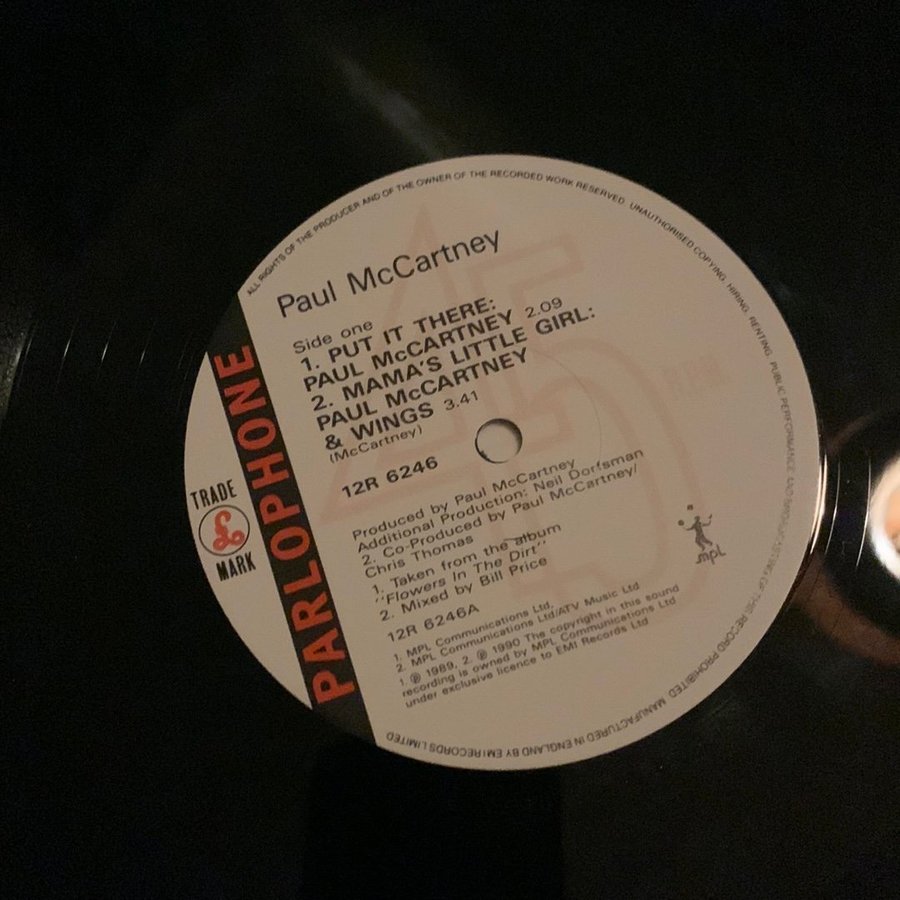 ALL RIGHTS OF THE PRODUCER AND OF THE OWNER OF THE RECORDED WORK RESERVED. UNAUTHORISED COPYING. HIRING. RENTING. PUBLIC PERFORMANCE AND BROADCASTING OF THIS RECORD PROHIBITED. MANUFACTURED IN ENGLAND BY EMI RECORDS LIMITED
Paul McCartney
Side one
1. PUT IT THERE:
PAUL McCARTNEY 2.09
2. MAMA'S LITTLE GIRL:
PAUL McCARTNEY
& WINGS 3.41
(McCartney)
12R 6246
Produced by Paul McCartney
Additional Production: Neil Dorfsman
2. Co-Produced by Paul McCartney/
Chris Thomas
1. Taken from the album
"Flowers In The Dirt"
2. Mixed by Bill Price
12R 6246A
1. MPL Communications Ltd.
2. MPL Communications Ltd/ATV Music Ltd
1. ℗ 1989, 2. ℗ 1990 The copyright in this sound
recording is owned by MPL Communications Ltd
under exclusive licence to EMI Records Ltd
PARLOPHONE
TRADE
£
MARK
45
mpL